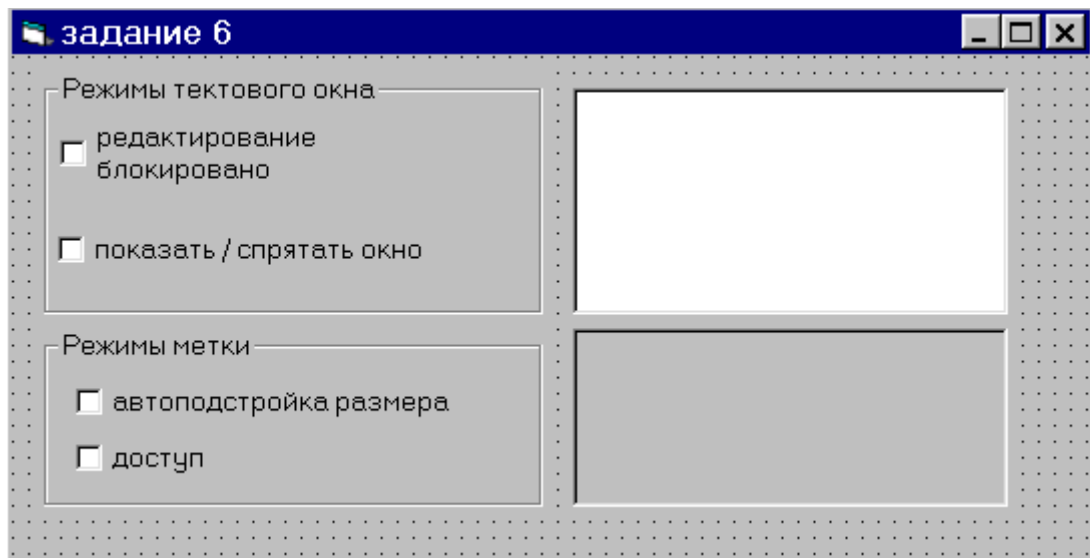 задание 6
Режимы тектового окна
редактирование
блокировано
показать / спрятать окно
Режимы метки
автоподстройка размера
доступ